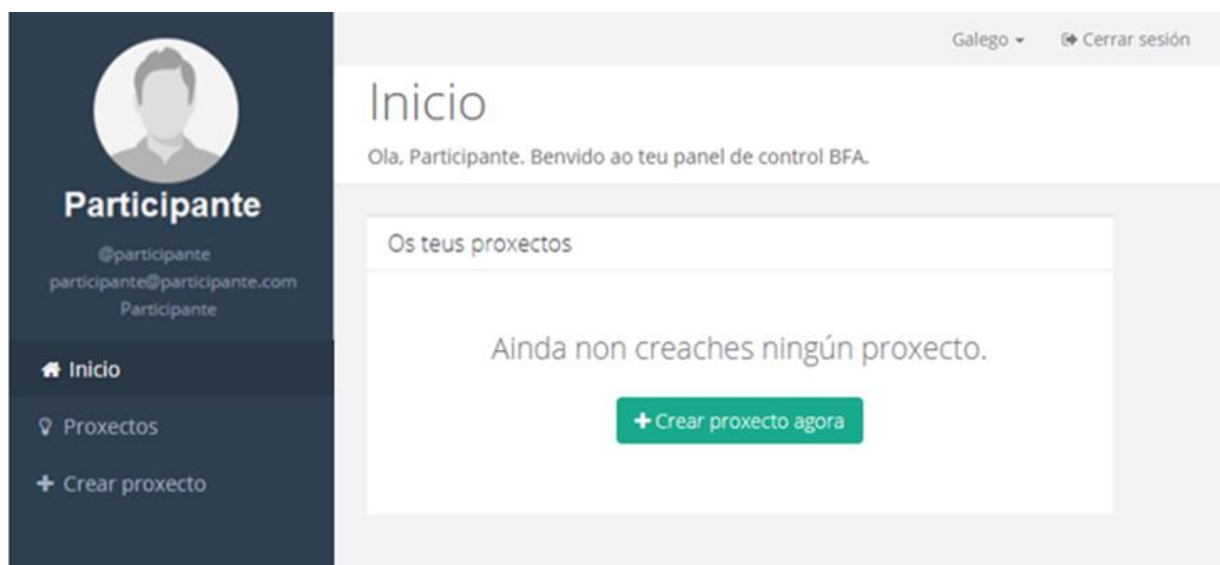 Galego
Cerrar sesión
Inicio
Ola, Participante. Benvido ao teu panel de control BFA.
Participante
@participante
participante@participante.com
Participante
Inicio
Proxectos
Crear proxecto
Os teus proxectos
Ainda non creaches ningún proxecto.
Crear proxecto agora